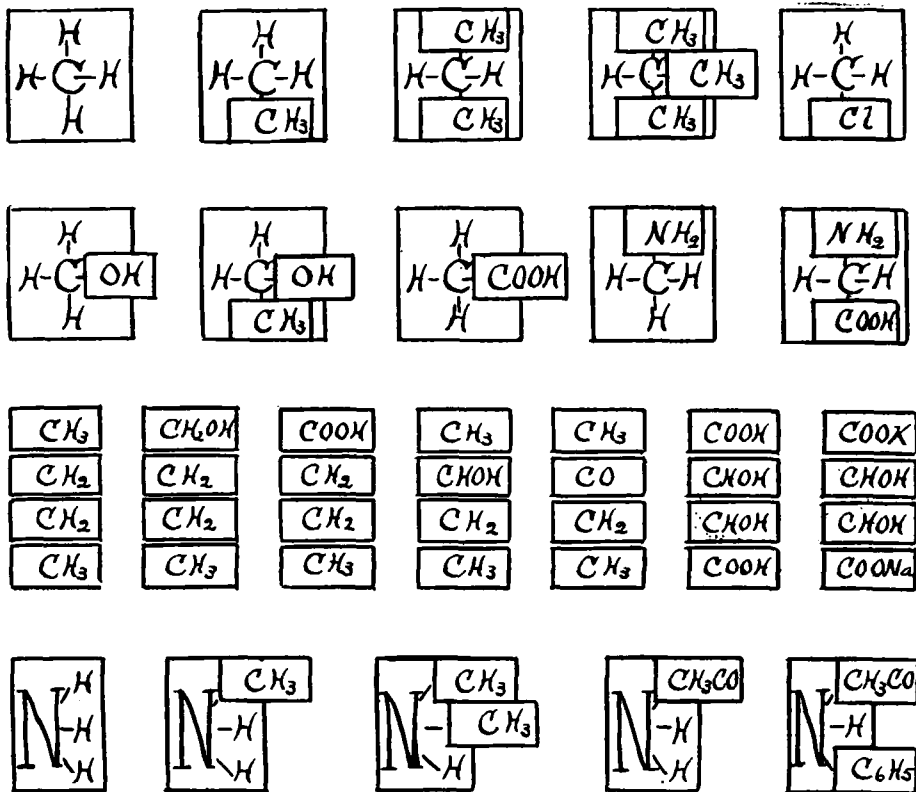 H H CH₃ CH₃ H
H-C-H H-C-H H-C-H H-C CH₃ H-C-H
H CH₃ CH₃ CH₃ Cl
H H H NH₂ NH₂
H-C OH H-C OH H-C COOH H-C-H H-C-H
H CH₃ H H COOH
CH₃ CH₂OH COOH CH₃ CH₃ COOH COOK
CH₂ CH₂ CH₂ CHOH CO CHOH CHOH
CH₂ CH₂ CH₂ CH₂ CH₂ CHOH CHOH
CH₃ CH₃ CH₃ CH₃ CH₃ COOH COONa
H CH₃ CH₃ CH₃CO CH₃CO
N-H N-H N- CH₃ N-H N-H
H H H H C₆H₅